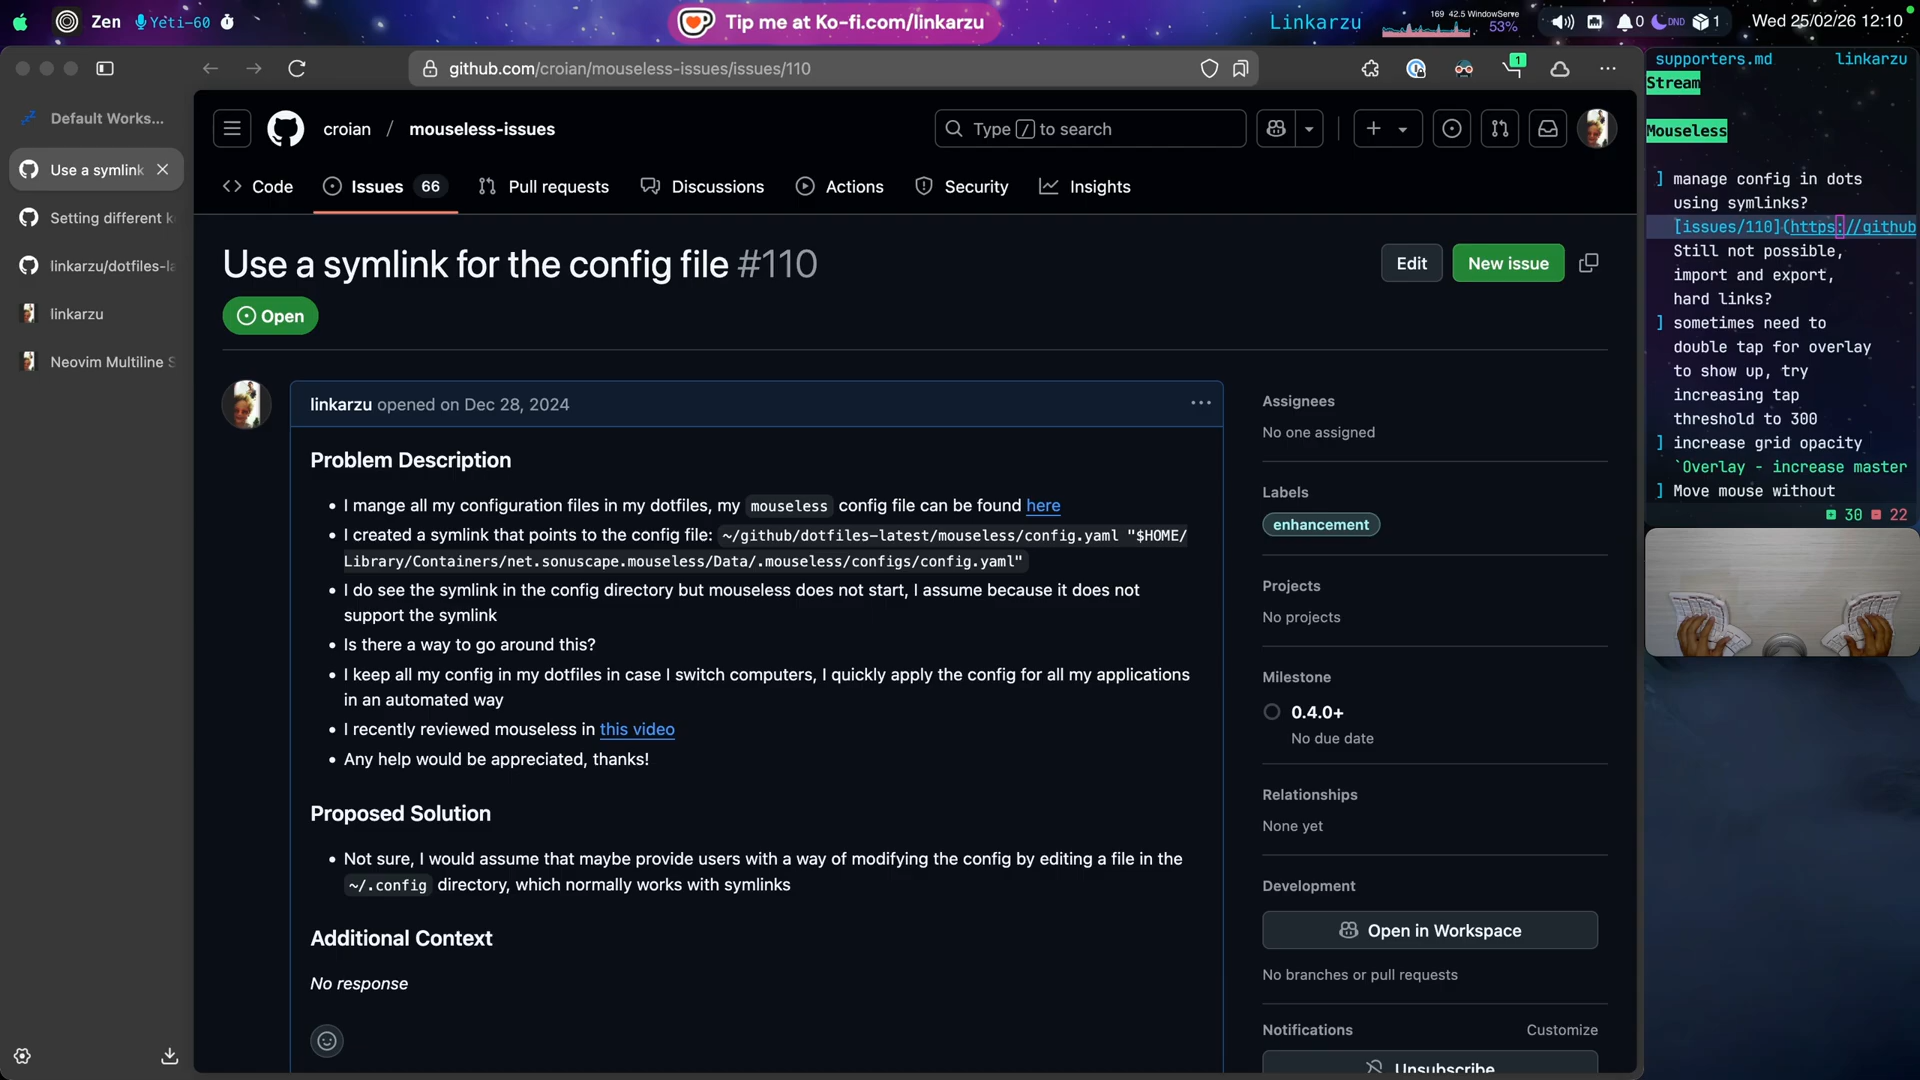 Zen
Yeti-60
Tip me at Ko-fi.com/linkarzu
Linkarzu
169 42.5 WindowServer
53%
0
DND
1
Wed 25/02/26 12:10
github.com/croian/mouseless-issues/issues/110
1
Default Works...
Use a symlink
Setting different k
linkarzu/dotfiles-la
linkarzu
Neovim Multiline S
croian / mouseless-issues
Type / to search
Code
Issues 66
Pull requests
Discussions
Actions
Security
Insights
Use a symlink for the config file #110
Edit
New issue
Open
linkarzu opened on Dec 28, 2024
Problem Description
• I mange all my configuration files in my dotfiles, my mouseless config file can be found here
• I created a symlink that points to the config file: ~/github/dotfiles-latest/mouseless/config.yaml "$HOME/
Library/Containers/net.sonuscape.mouseless/Data/.mouseless/configs/config.yaml"
• I do see the symlink in the config directory but mouseless does not start, I assume because it does not
support the symlink
• Is there a way to go around this?
• I keep all my config in my dotfiles in case I switch computers, I quickly apply the config for all my applications
in an automated way
• I recently reviewed mouseless in this video
• Any help would be appreciated, thanks!
Proposed Solution
• Not sure, I would assume that maybe provide users with a way of modifying the config by editing a file in the
~/.config directory, which normally works with symlinks
Additional Context
No response
Assignees
No one assigned
Labels
enhancement
Projects
No projects
Milestone
0.4.0+
No due date
Relationships
None yet
Development
Open in Workspace
No branches or pull requests
Notifications
Customize
Unsubscribe
supporters.md linkarzu
Stream
Mouseless
] manage config in dots
using symlinks?
[issues/110](https://github
Still not possible,
import and export,
hard links?
] sometimes need to
double tap for overlay
to show up, try
increasing tap
threshold to 300
] increase grid opacity
`Overlay - increase master
] Move mouse without
30 22